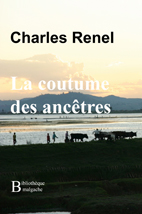 Charles Renel
La coutume
des ancêtres
Bibliothèque
malgache